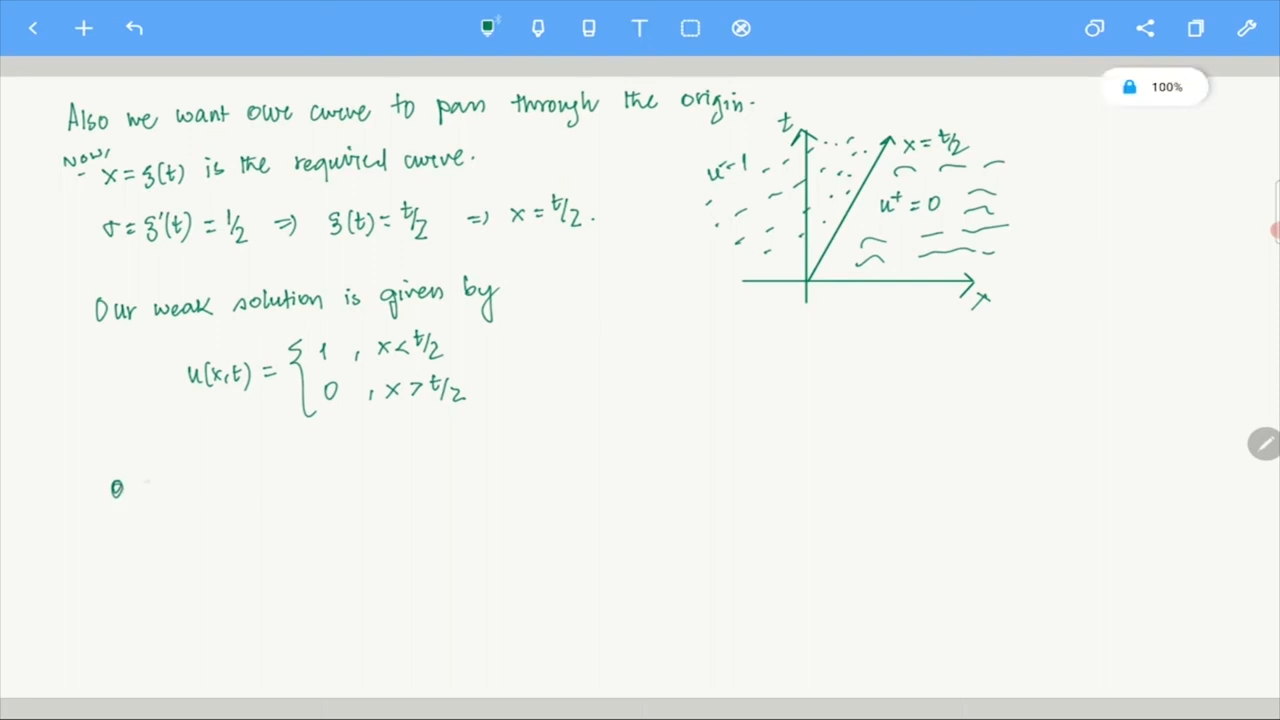 100%
Also we want our curve to pass through the origin.
Now, x = ξ(t) is the required curve.
σ = ξ'(t) = 1/2 ⇒ ξ(t) = t/2 ⇒ x = t/2.
Our weak solution is given by
u(x,t) = { 1 , x < t/2
0 , x > t/2
t
x = t/2
u⁻=1
u⁺ = 0
x
T